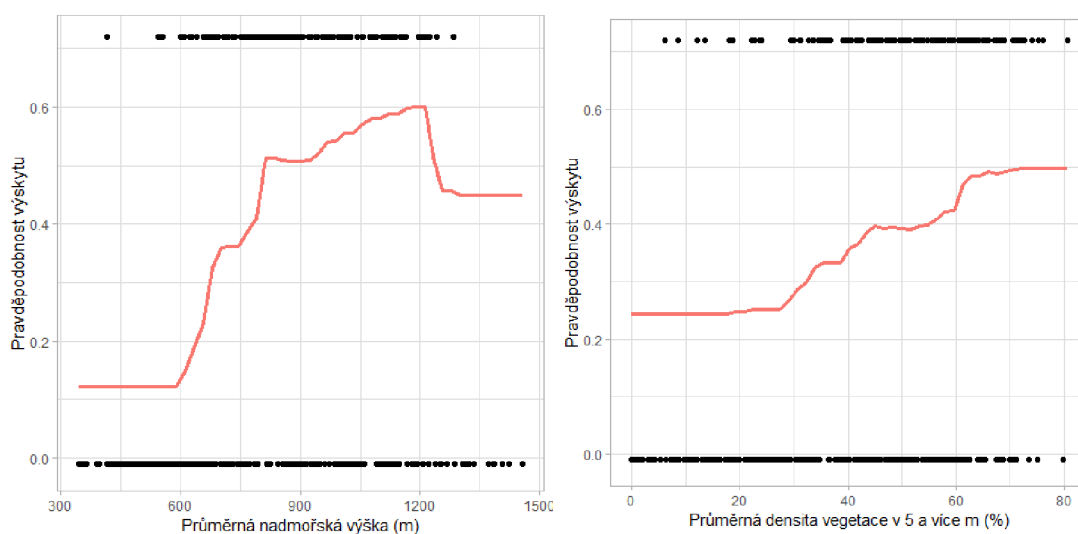 Pravděpodobnost výskytu
0.6
0.4
0.2
0.0
300 600 900 1200 1500
Průměrná nadmořská výška (m)
Pravděpodobnost výskytu
0.6
0.4
0.2
0.0
0 20 40 60 80
Průměrná densita vegetace v 5 a více m (%)